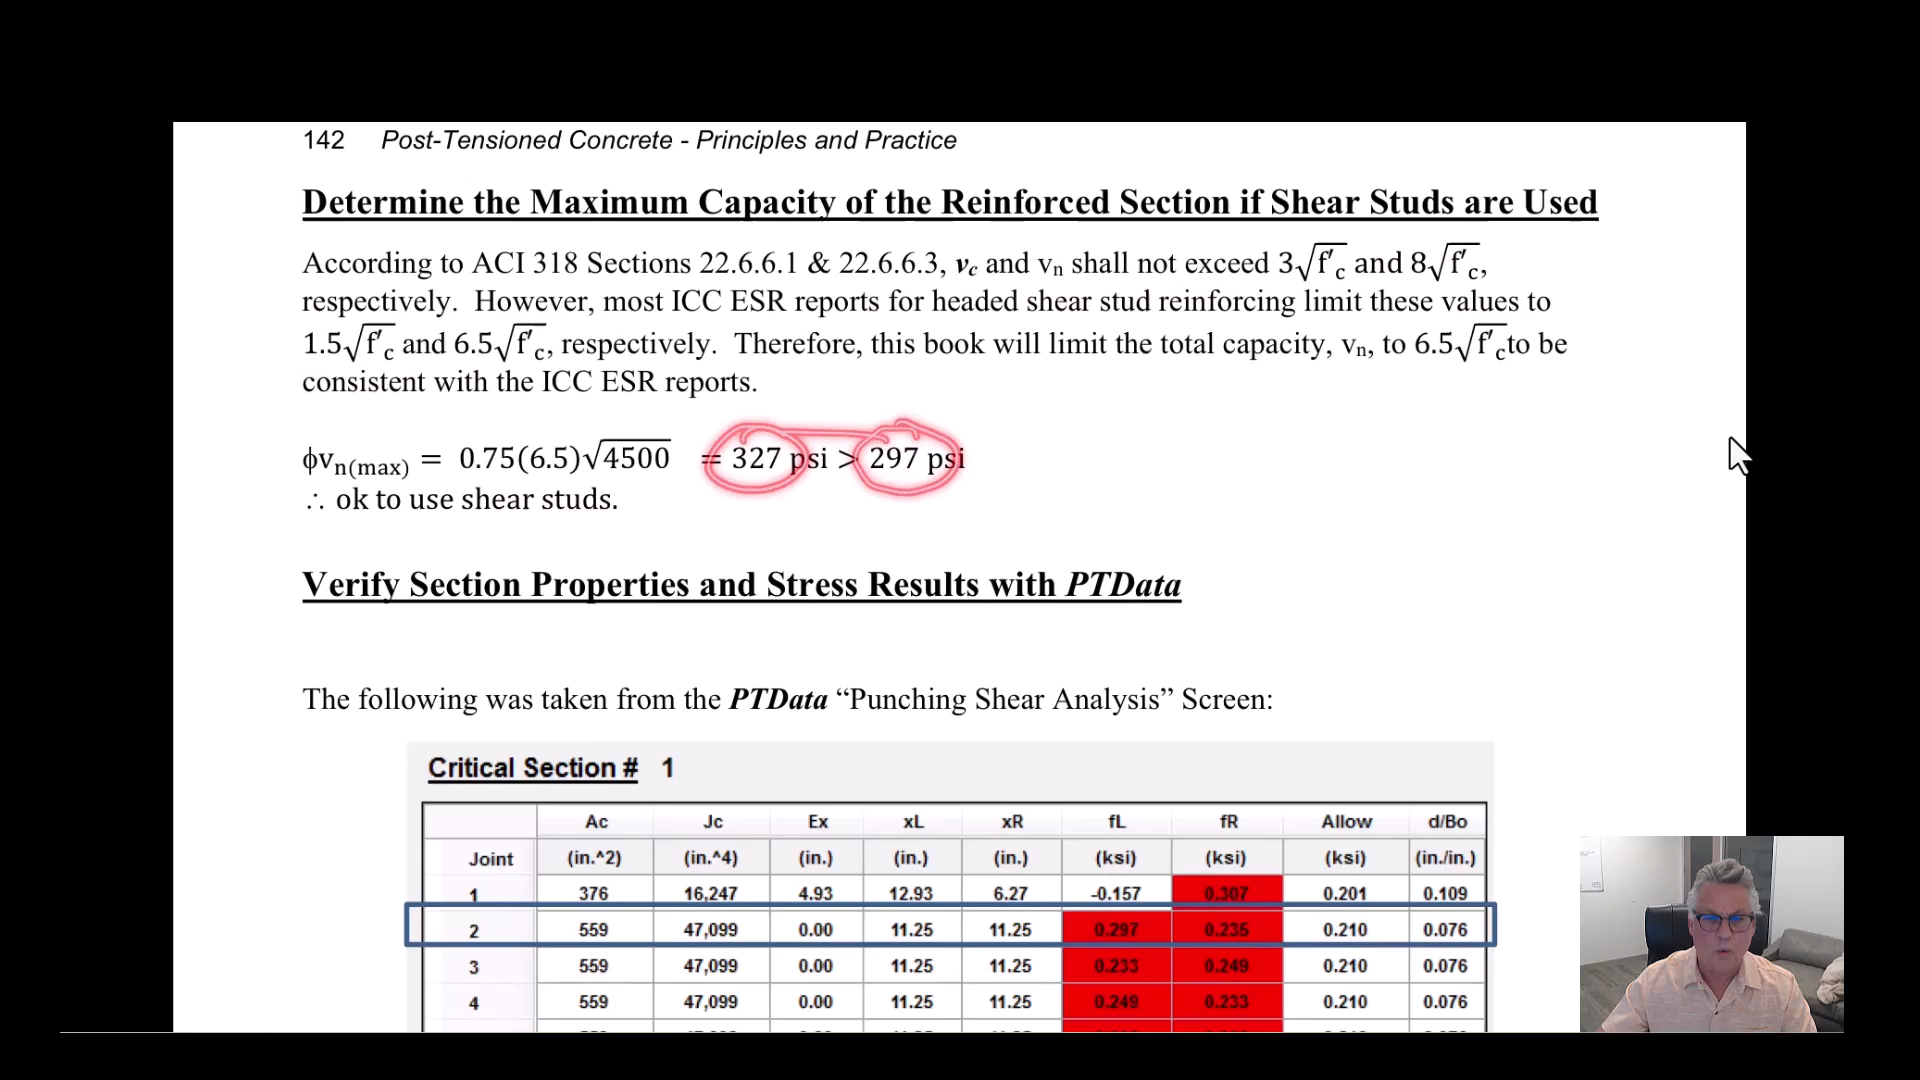 142 Post-Tensioned Concrete - Principles and Practice
Determine the Maximum Capacity of the Reinforced Section if Shear Studs are Used
According to ACI 318 Sections 22.6.6.1 & 22.6.6.3, vc and vn shall not exceed 3√f′c and 8√f′c,
respectively. However, most ICC ESR reports for headed shear stud reinforcing limit these values to
1.5√f′c and 6.5√f′c, respectively. Therefore, this book will limit the total capacity, vn, to 6.5√f′c to be
consistent with the ICC ESR reports.
ϕvn(max) = 0.75(6.5)√4500 = 327 psi > 297 psi
∴ ok to use shear studs.
Verify Section Properties and Stress Results with PTData
The following was taken from the PTData “Punching Shear Analysis” Screen:
Critical Section # 1
Ac Jc Ex xL xR fL fR Allow d/Bo
Joint (in.^2) (in.^4) (in.) (in.) (in.) (ksi) (ksi) (ksi) (in./in.)
1 376 16,247 4.93 12.93 6.27 -0.157 0.307 0.201 0.109
2 559 47,099 0.00 11.25 11.25 0.297 0.235 0.210 0.076
3 559 47,099 0.00 11.25 11.25 0.233 0.249 0.210 0.076
4 559 47,099 0.00 11.25 11.25 0.249 0.233 0.210 0.076